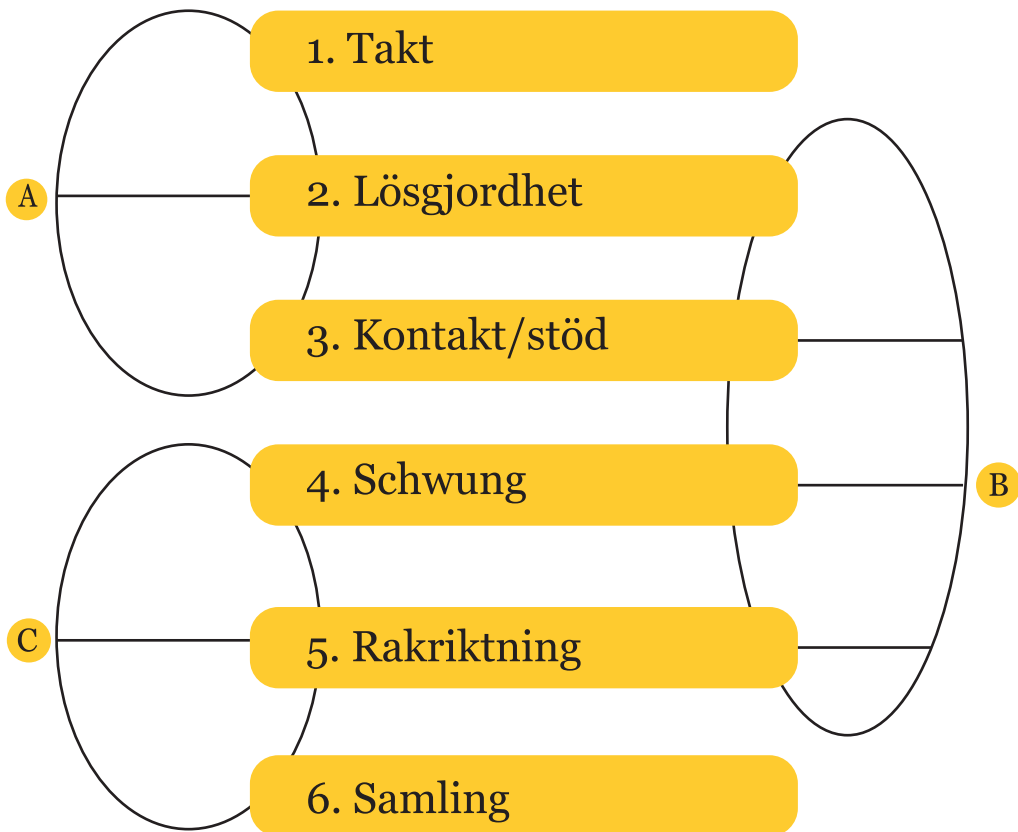 1. Takt
A
2. Lösgjordhet
3. Kontakt/stöd
4. Schwung
B
C
5. Rakriktning
6. Samling